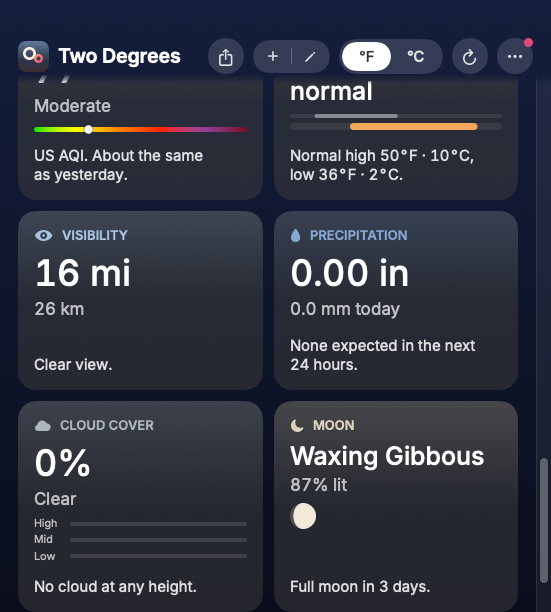 Two Degrees
°F
°C
Moderate
US AQI. About the same
as yesterday.
normal
Normal high 50°F · 10°C,
low 36°F · 2°C.
VISIBILITY
16 mi
26 km
Clear view.
PRECIPITATION
0.00 in
0.0 mm today
None expected in the next
24 hours.
CLOUD COVER
0%
Clear
High
Mid
Low
No cloud at any height.
MOON
Waxing Gibbous
87% lit
Full moon in 3 days.